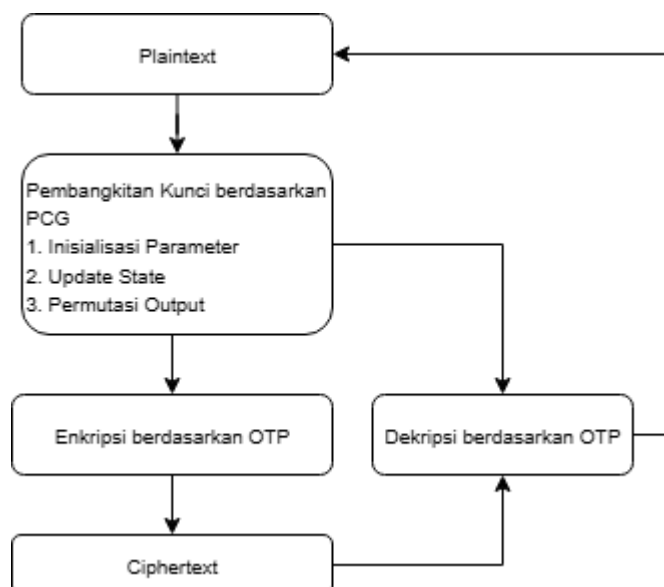 Plaintext
Pembangkitan Kunci berdasarkan
PCG
1. Inisialisasi Parameter
2. Update State
3. Permutasi Output
Enkripsi berdasarkan OTP
Dekripsi berdasarkan OTP
Ciphertext